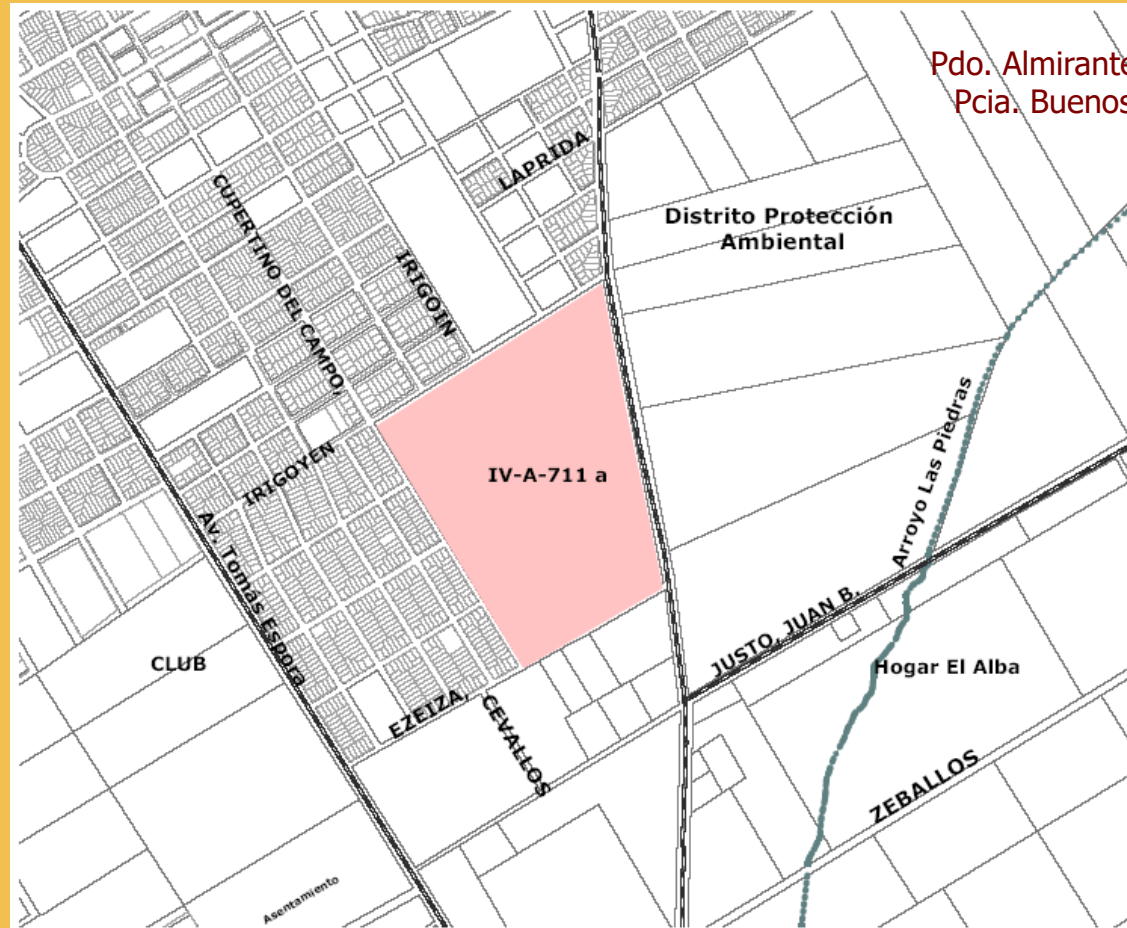 Pdo. Almirante
Pcia. Buenos
LAPRIDA
Distrito Protección
Ambiental
CUPERTINO DEL CAMPO,
IRIGOIN
Arroyo Las Piedras
IV-A-711 a
IRIGOYEN
Av. Tomás Espora
JUSTO, JUAN B.
CLUB
Hogar El Alba
EZEIZA,
CEVALLOS
ZEBALLOS
Asentamiento